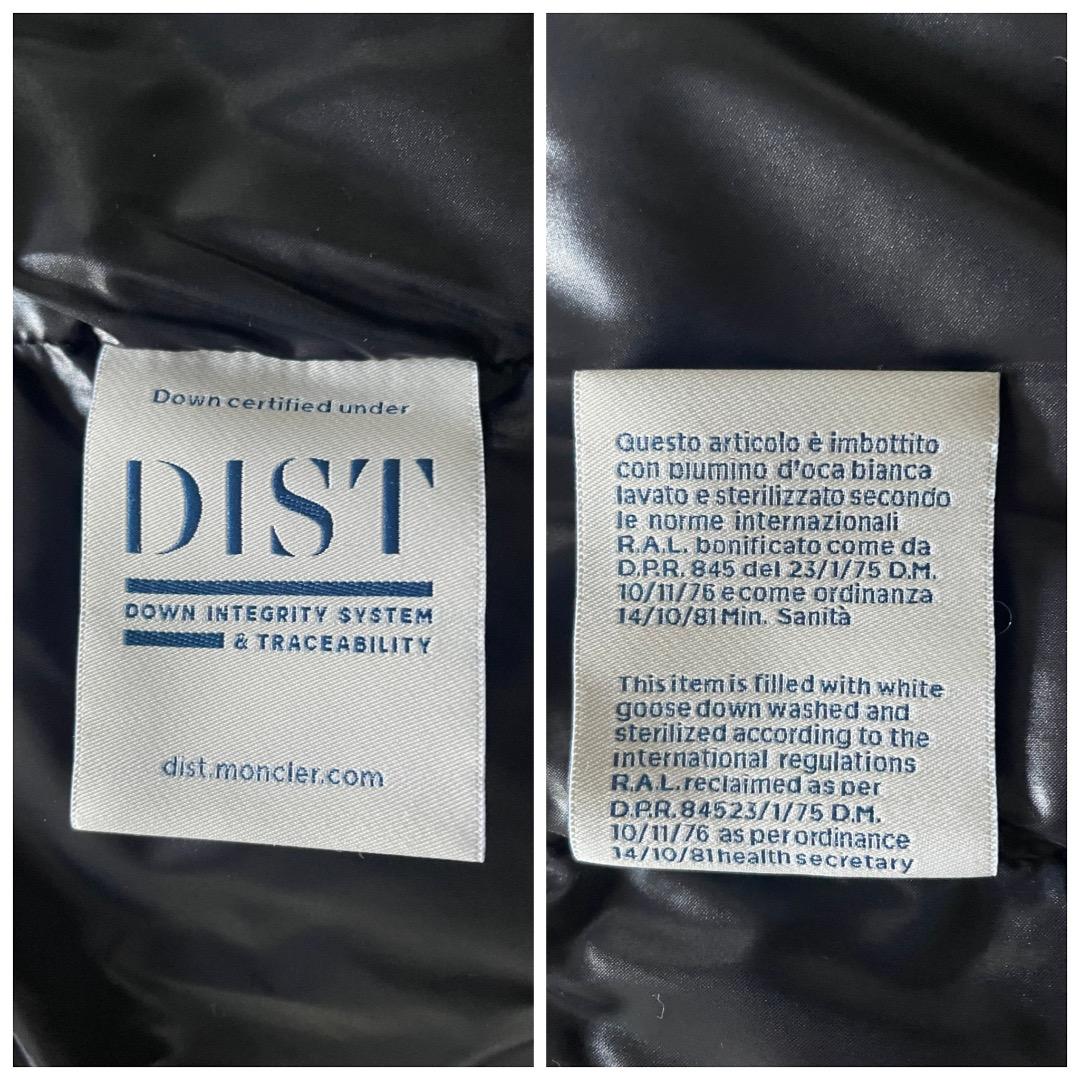 Down certified under
DIST
DOWN INTEGRITY SYSTEM
& TRACEABILITY
dist.moncler.com
Questo articolo è imbottito
con piumino d'oca bianca
lavato e sterilizzato secondo
le norme internazionali
R.A.L. bonificato come da
D.P.R. 845 del 23/1/75 D.M.
10/11/76 e come ordinanza
14/10/81 Min. Sanità
This item is filled with white
goose down washed and
sterilized according to the
international regulations
R.A.L. reclaimed as per
D.P.R. 84523/1/75 D.M.
10/11/76 as per ordinance
14/10/81 health secretary